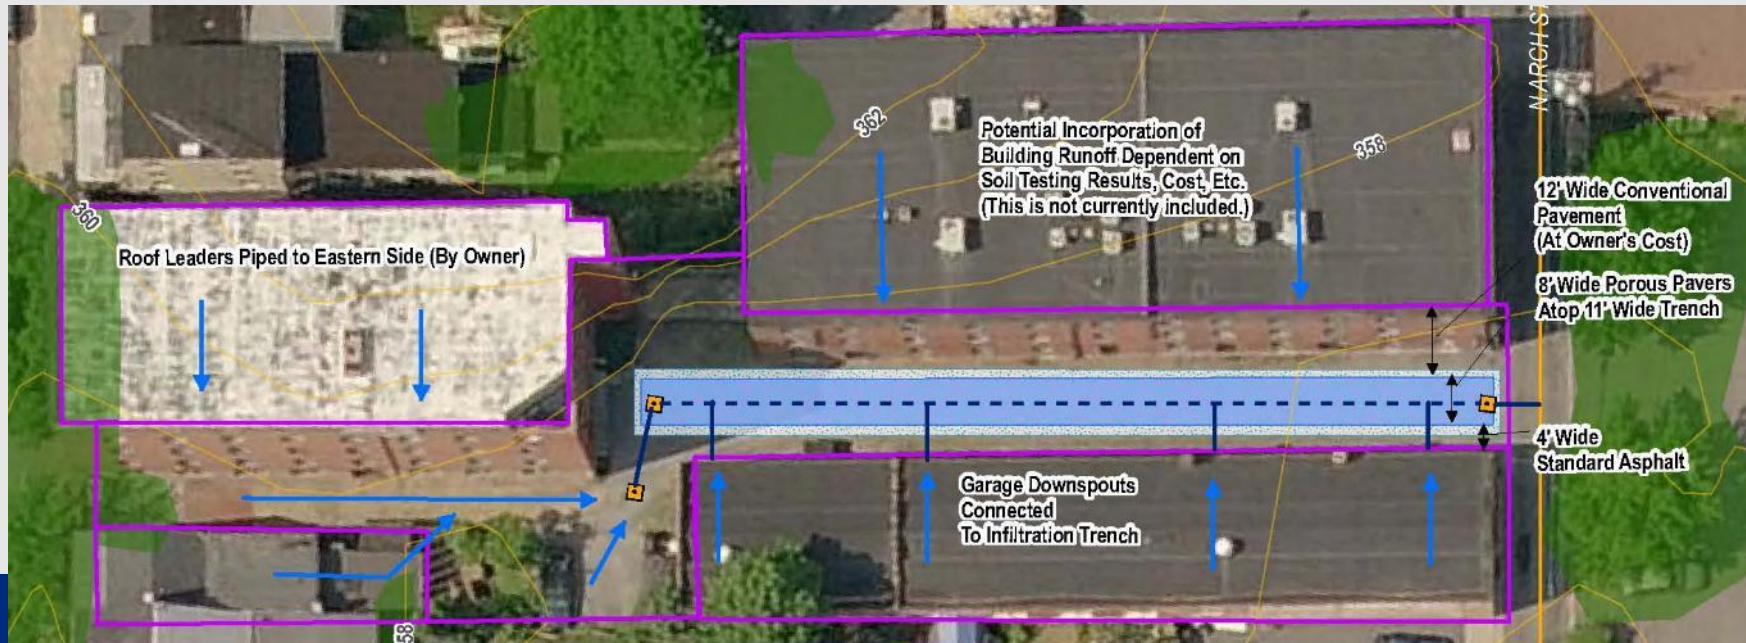 N ARCH ST
362
Potential Incorporation of
Building Runoff Dependent on
Soil Testing Results, Cost, Etc.
(This is not currently included.)
358
12' Wide Conventional
Pavement
(At Owner's Cost)
360
Roof Leaders Piped to Eastern Side (By Owner)
8' Wide Porous Pavers
Atop 11' Wide Trench
4' Wide
Standard Asphalt
Garage Downspouts
Connected
To Infiltration Trench